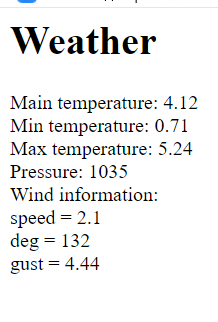 Weather
Main temperature: 4.12
Min temperature: 0.71
Max temperature: 5.24
Pressure: 1035
Wind information:
speed = 2.1
deg = 132
gust = 4.44